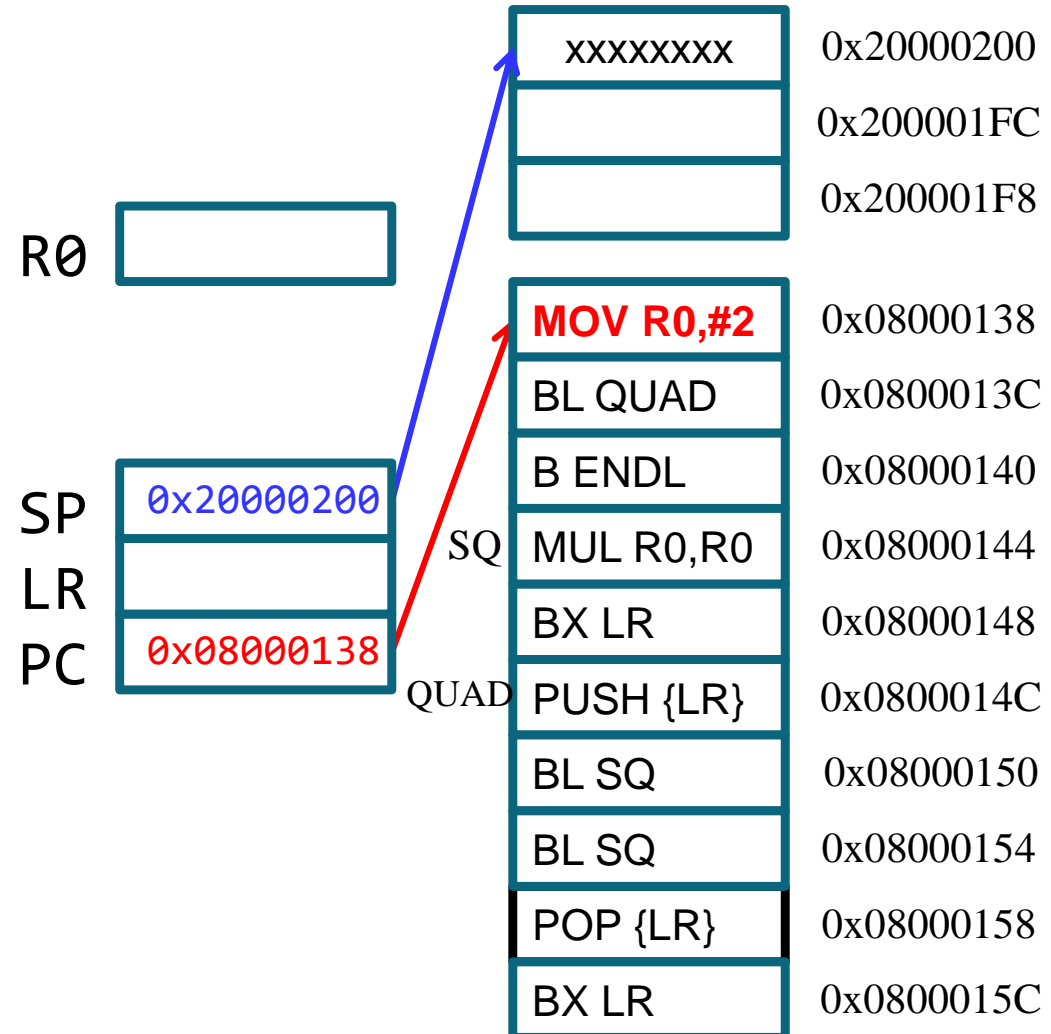 xxxxxxxx 0x20000200
0x200001FC
0x200001F8
R0
MOV R0,#2 0x08000138
BL QUAD 0x0800013C
B ENDL 0x08000140
SP 0x20000200
SQ MUL R0,R0 0x08000144
LR
BX LR 0x08000148
PC 0x08000138
QUAD PUSH {LR} 0x0800014C
BL SQ 0x08000150
BL SQ 0x08000154
POP {LR} 0x08000158
BX LR 0x0800015C